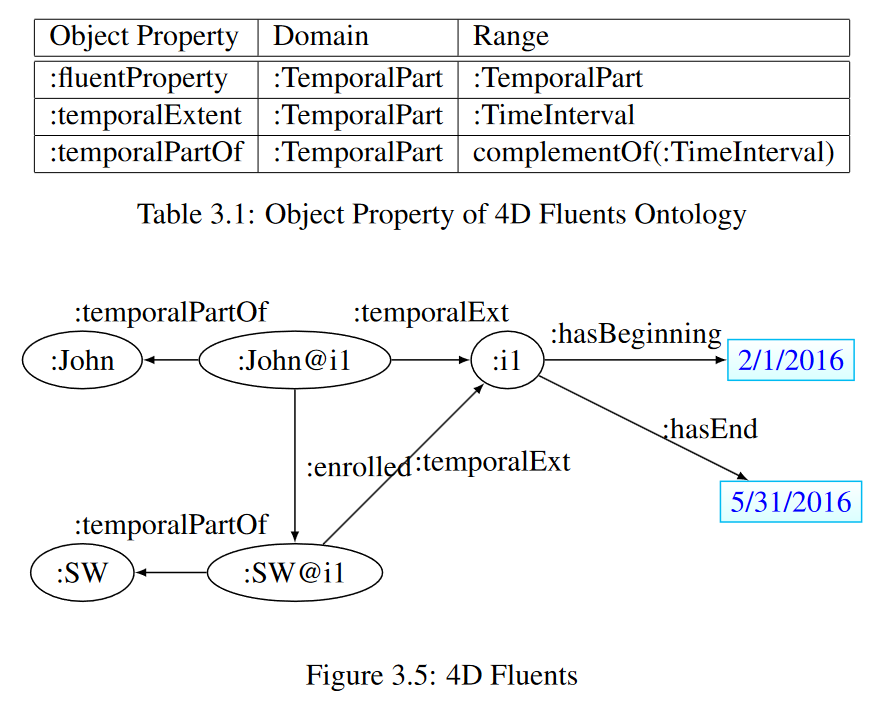 Object Property Domain Range
:fluentProperty :TemporalPart :TemporalPart
:temporalExtent :TemporalPart :TimeInterval
:temporalPartOf :TemporalPart complementOf(:TimeInterval)
Table 3.1: Object Property of 4D Fluents Ontology
:temporalPartOf :temporalExt
:hasBeginning
:John :John@i1 :i1 2/1/2016
:hasEnd
:enrolled :temporalExt
5/31/2016
:temporalPartOf
:SW :SW@i1
Figure 3.5: 4D Fluents